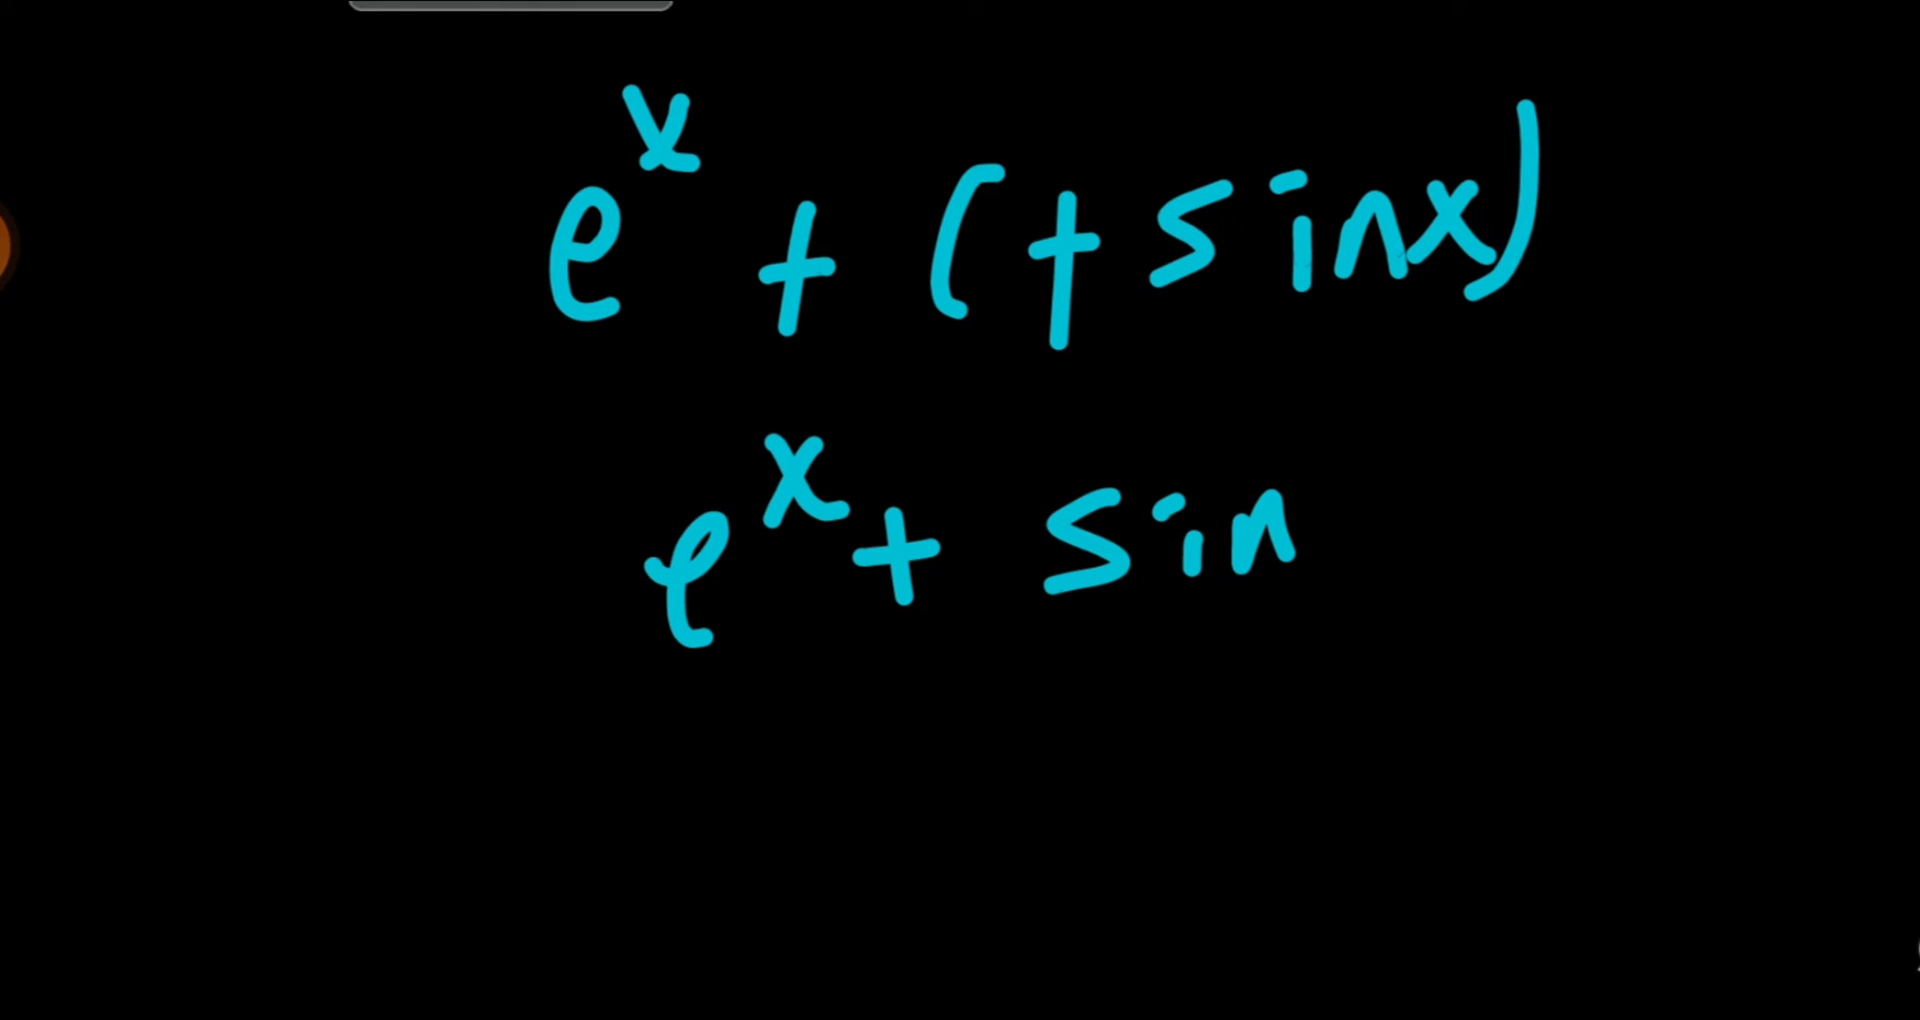 e^x + (+ sinx)
e^x + sin